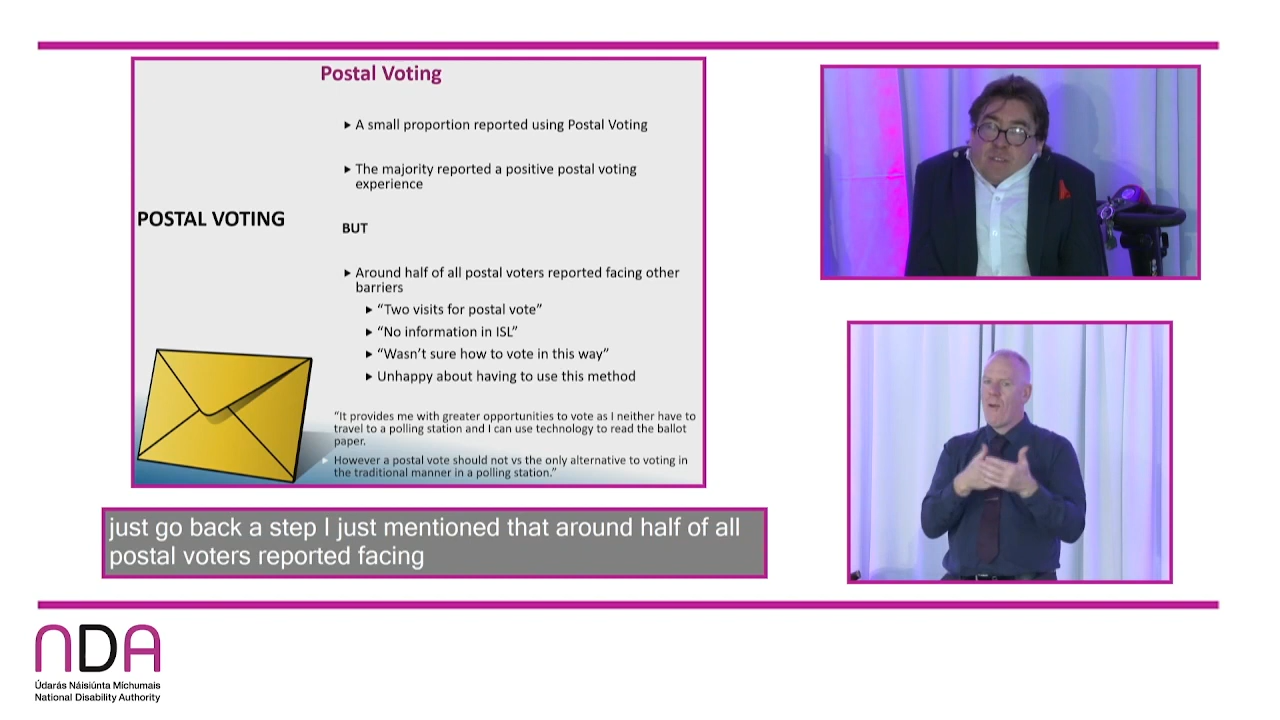 Postal Voting
A small proportion reported using Postal Voting
The majority reported a positive postal voting
experience
POSTAL VOTING
BUT
Around half of all postal voters reported facing other
barriers
“Two visits for postal vote”
“No information in ISL”
“Wasn’t sure how to vote in this way”
Unhappy about having to use this method
“It provides me with greater opportunities to vote as I neither have to
travel to a polling station and I can use technology to read the ballot
paper.
However a postal vote should not vs the only alternative to voting in
the traditional manner in a polling station.”
just go back a step I just mentioned that around half of all
postal voters reported facing
NDA
Údarás Náisiúnta Míchumais
National Disability Authority